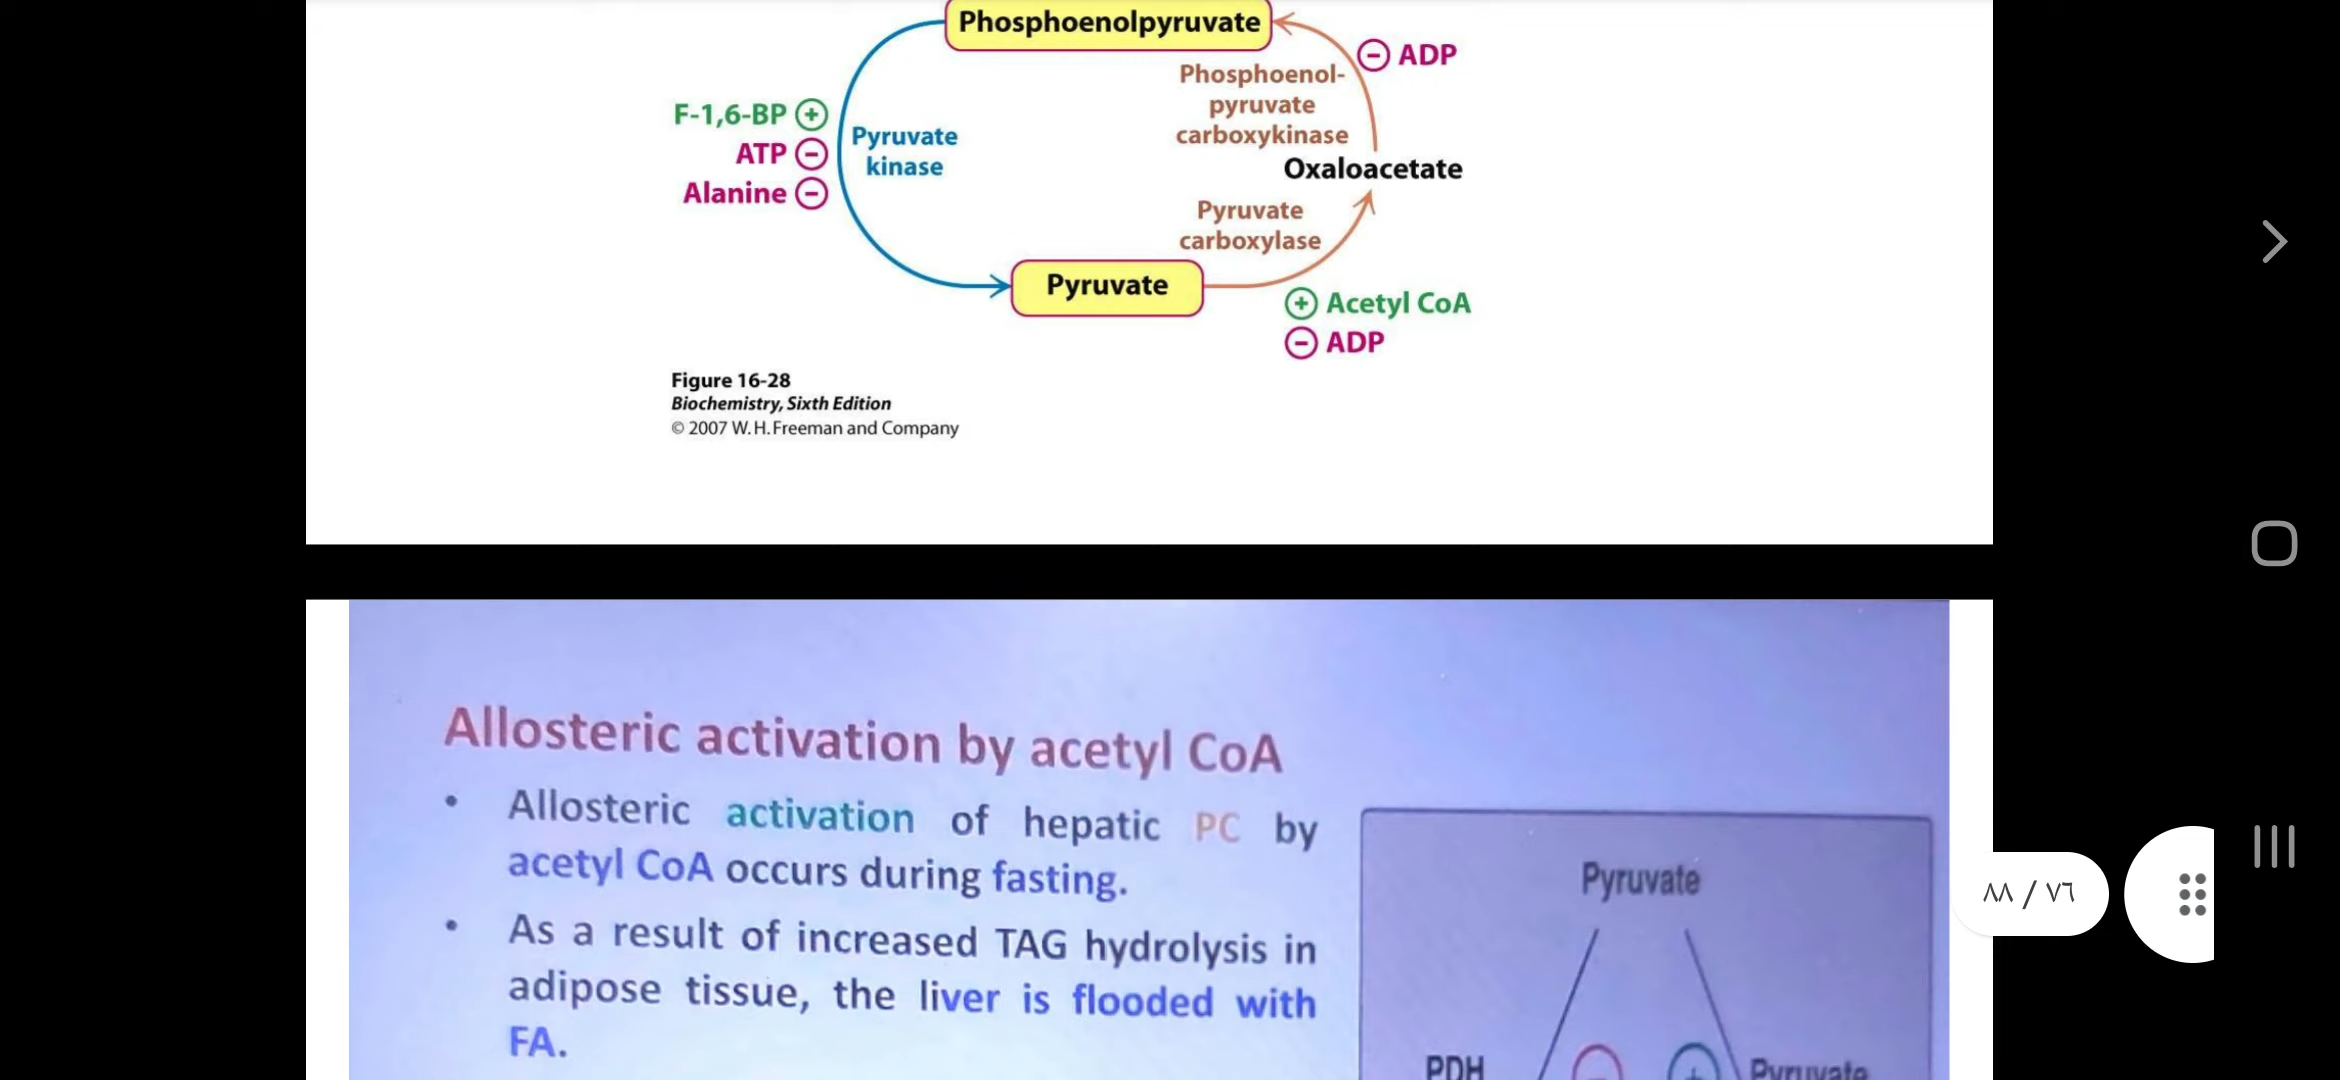 Phosphoenolpyruvate
− ADP
Phosphoenol-
pyruvate
carboxykinase
F-1,6-BP +
ATP −
Alanine −
Pyruvate
kinase
Oxaloacetate
Pyruvate
carboxylase
Pyruvate
+ Acetyl CoA
− ADP
Figure 16-28
Biochemistry, Sixth Edition
© 2007 W. H. Freeman and Company
Allosteric activation by acetyl CoA
• Allosteric activation of hepatic PC by
acetyl CoA occurs during fasting.
• As a result of increased TAG hydrolysis in
adipose tissue, the liver is flooded with
FA.
Pyruvate
PDH − + Pyruvate
٨٨ / ٧٦